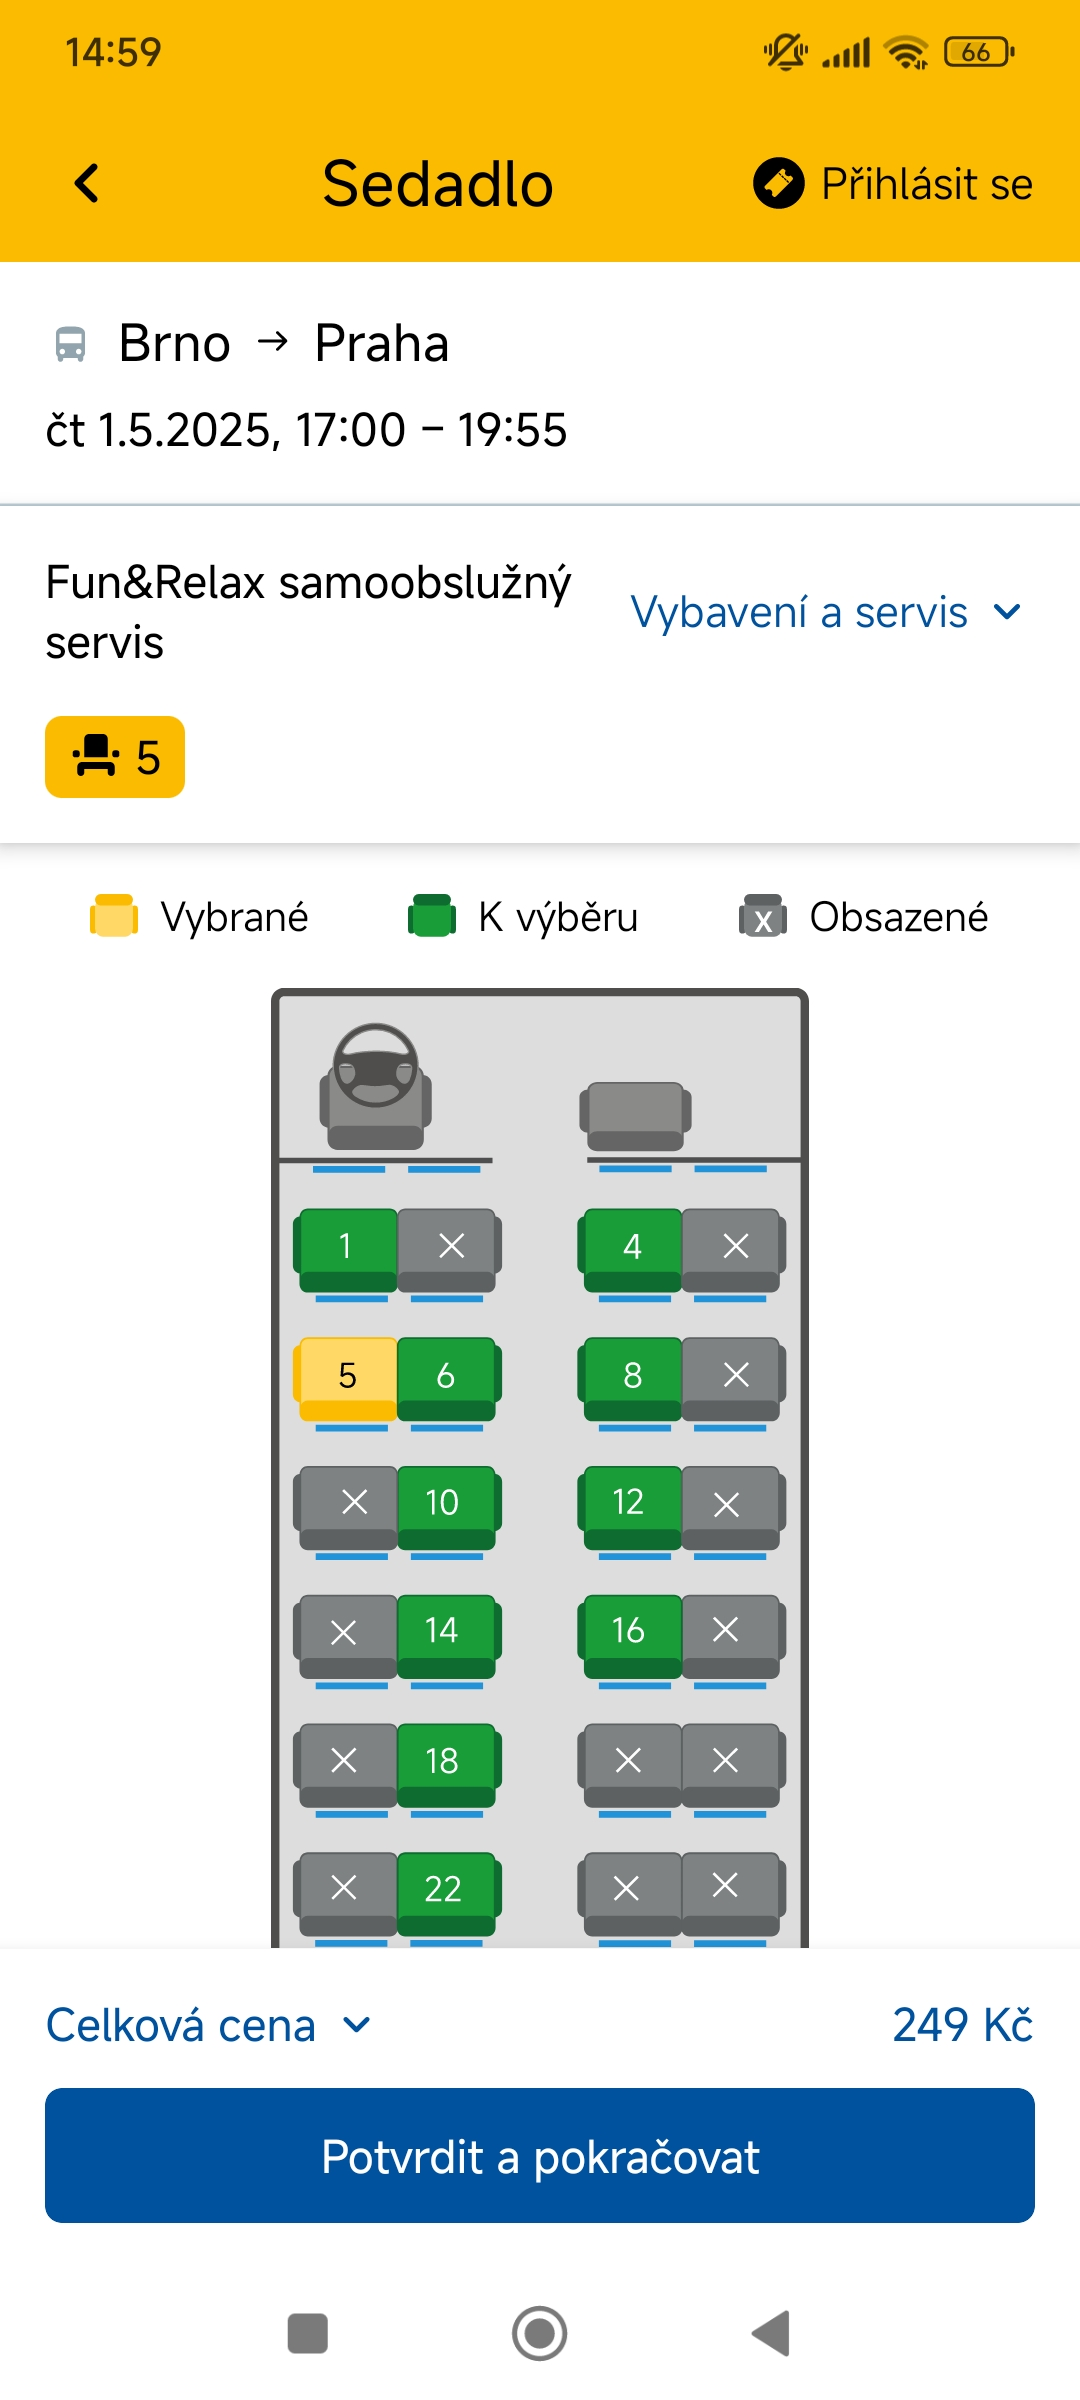 14:59
66
Sedadlo
Přihlásit se
Brno → Praha
čt 1.5.2025, 17:00 – 19:55
Fun&Relax samoobslužný
servis
Vybavení a servis
5
Vybrané
K výběru
X Obsazené
1
4
5 6 8
10 12
14 16
18
22
Celková cena
249 Kč
Potvrdit a pokračovat